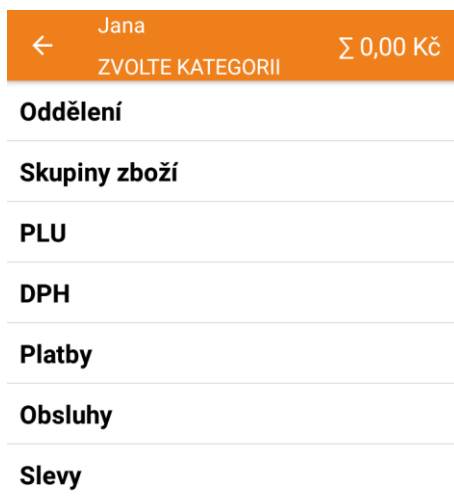 Jana
ZVOLTE KATEGORII
∑ 0,00 Kč
Oddělení
Skupiny zboží
PLU
DPH
Platby
Obsluhy
Slevy